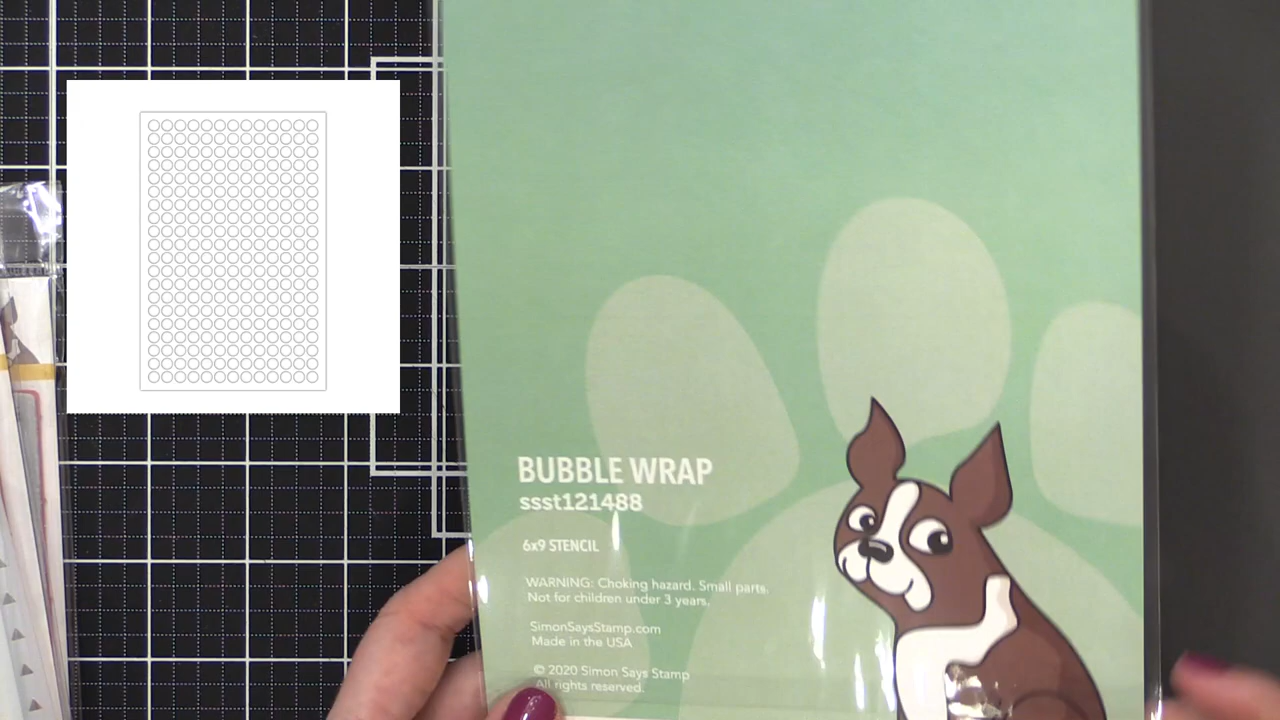 BUBBLE WRAP
ssst121488
6x9 STENCIL
WARNING: Choking hazard. Small parts.
Not for children under 3 years.
SimonSaysStamp.com
Made in the USA
© 2020 Simon Says Stamp
All rights reserved.